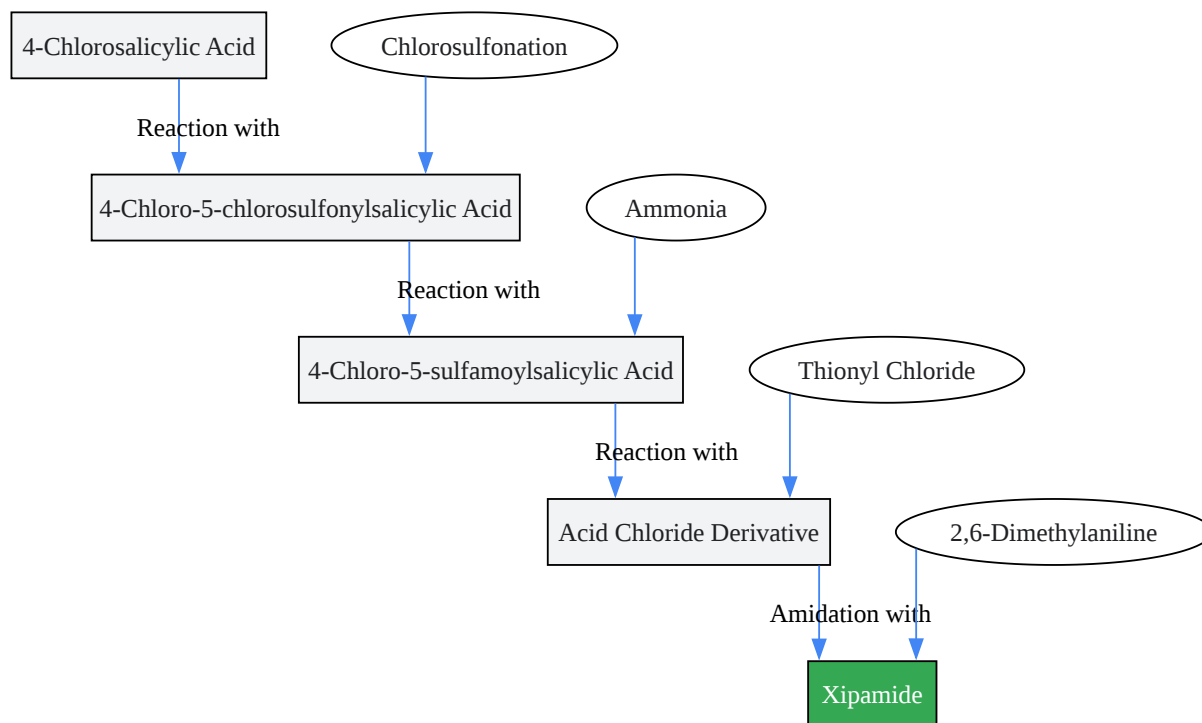 4-Chlorosalicylic Acid
Chlorosulfonation
Reaction with
4-Chloro-5-chlorosulfonylsalicylic Acid
Ammonia
Reaction with
4-Chloro-5-sulfamoylsalicylic Acid
Thionyl Chloride
Reaction with
Acid Chloride Derivative
2,6-Dimethylaniline
Amidation with
Xipamide